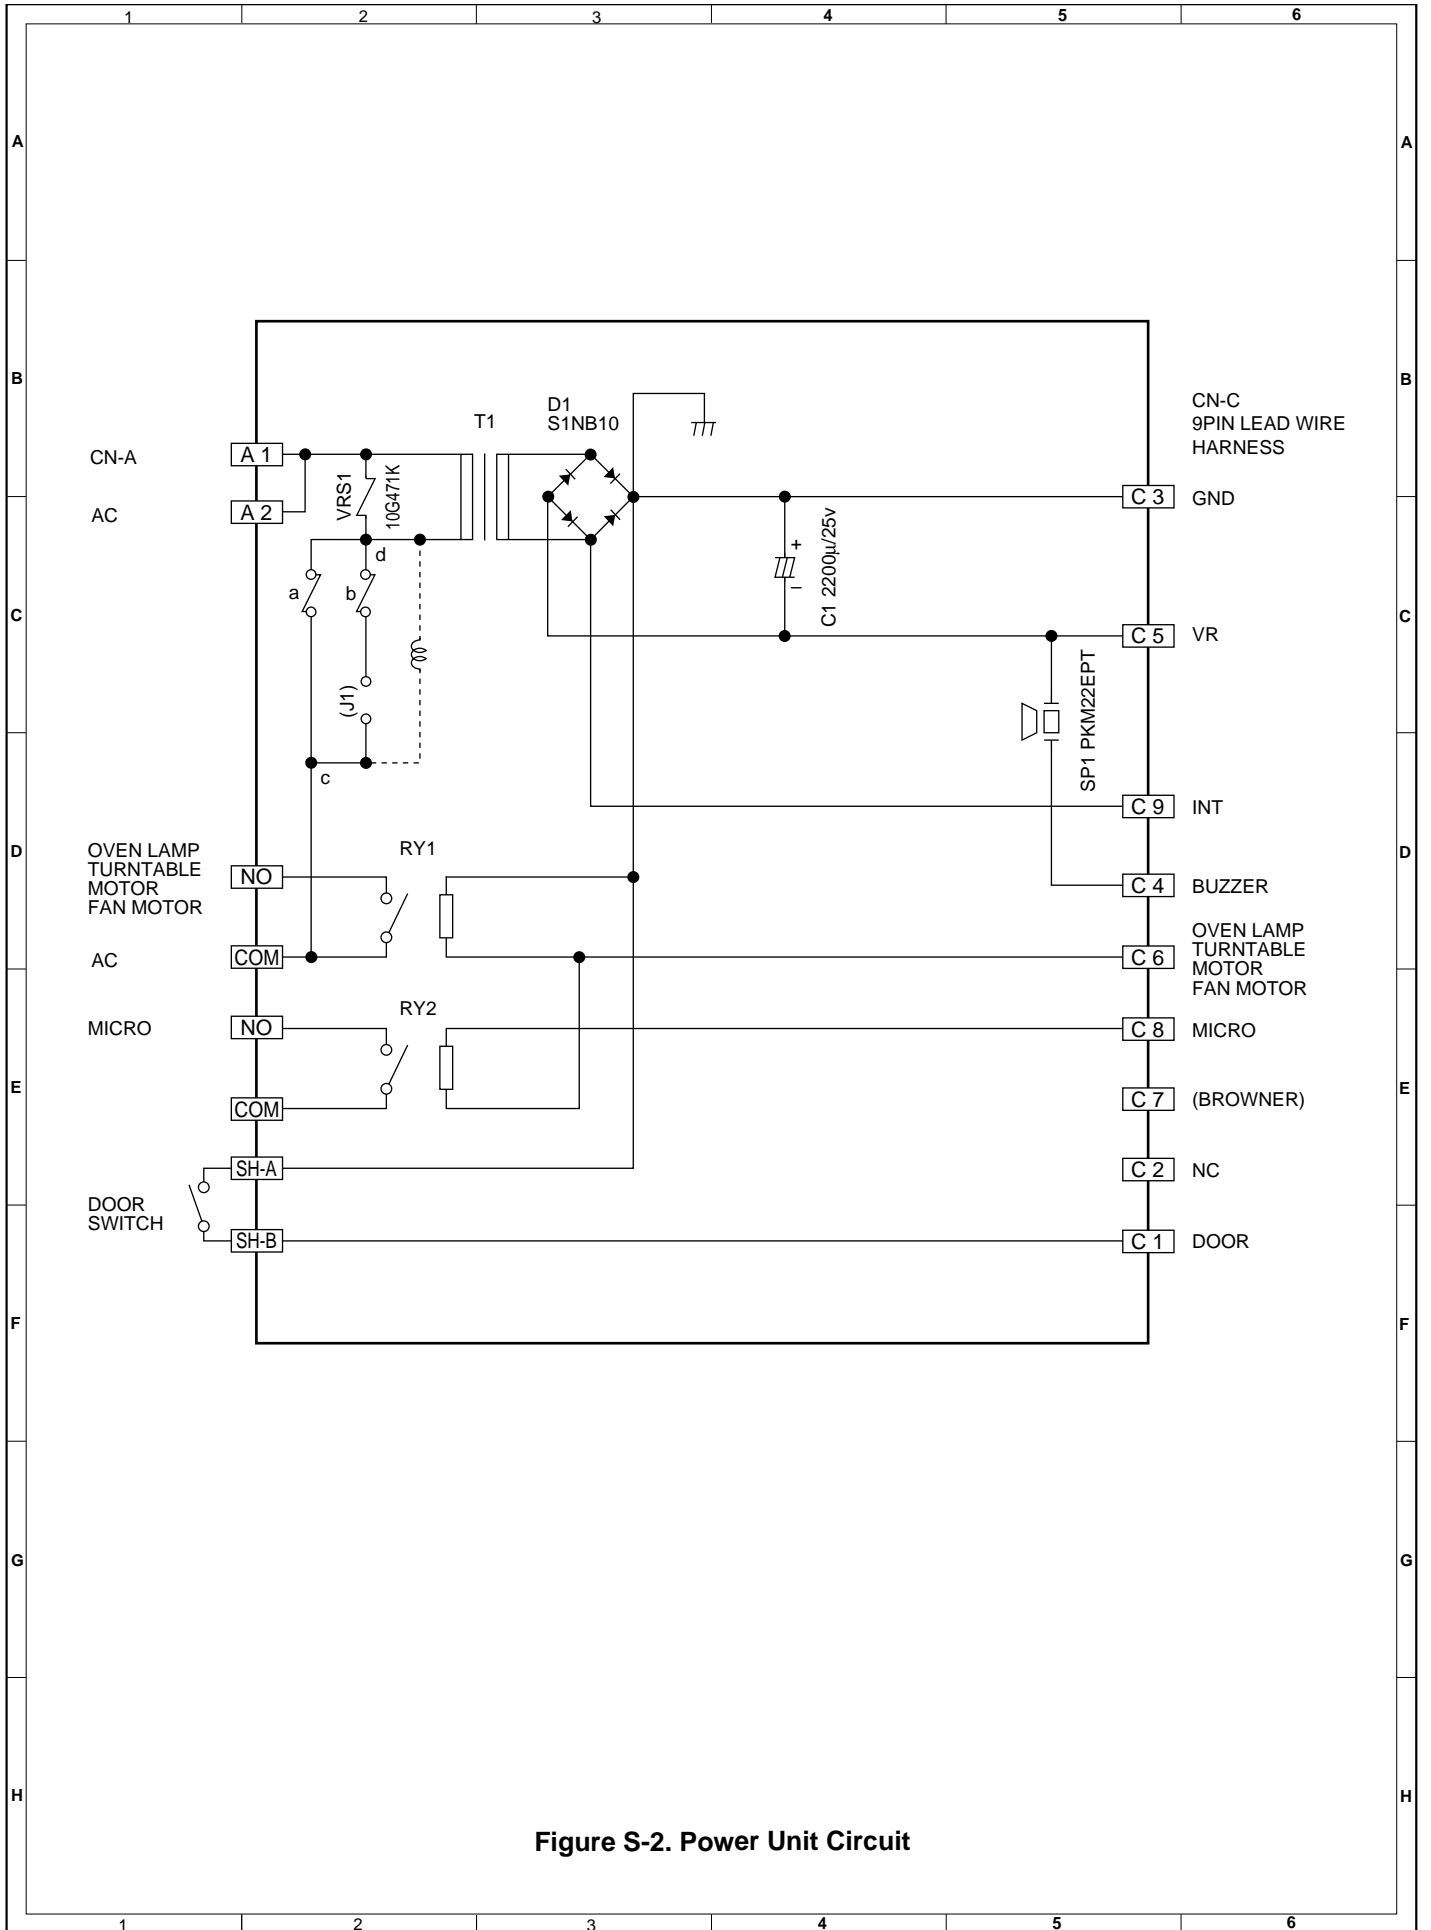 1 2 3 4 5 6
A A
B B
C C
D D
E E
F F
G G
H H
CN-A
AC
A 1
A 2
VRS1
10G471K
T1
D1
S1NB10
CN-C
9PIN LEAD WIRE
HARNESS
C 3 GND
+
–
C1 2200µ/25v
a
b
d
(J1)
c
C 5 VR
SP1 PKM22EPT
C 9 INT
OVEN LAMP
TURNTABLE
MOTOR
FAN MOTOR
NO
RY1
C 4 BUZZER
AC
COM
C 6
OVEN LAMP
TURNTABLE
MOTOR
FAN MOTOR
MICRO
NO
RY2
C 8 MICRO
COM
C 7 (BROWNER)
SH-A
C 2 NC
DOOR
SWITCH
SH-B
C 1 DOOR
Figure S-2. Power Unit Circuit
1 2 3 4 5 6